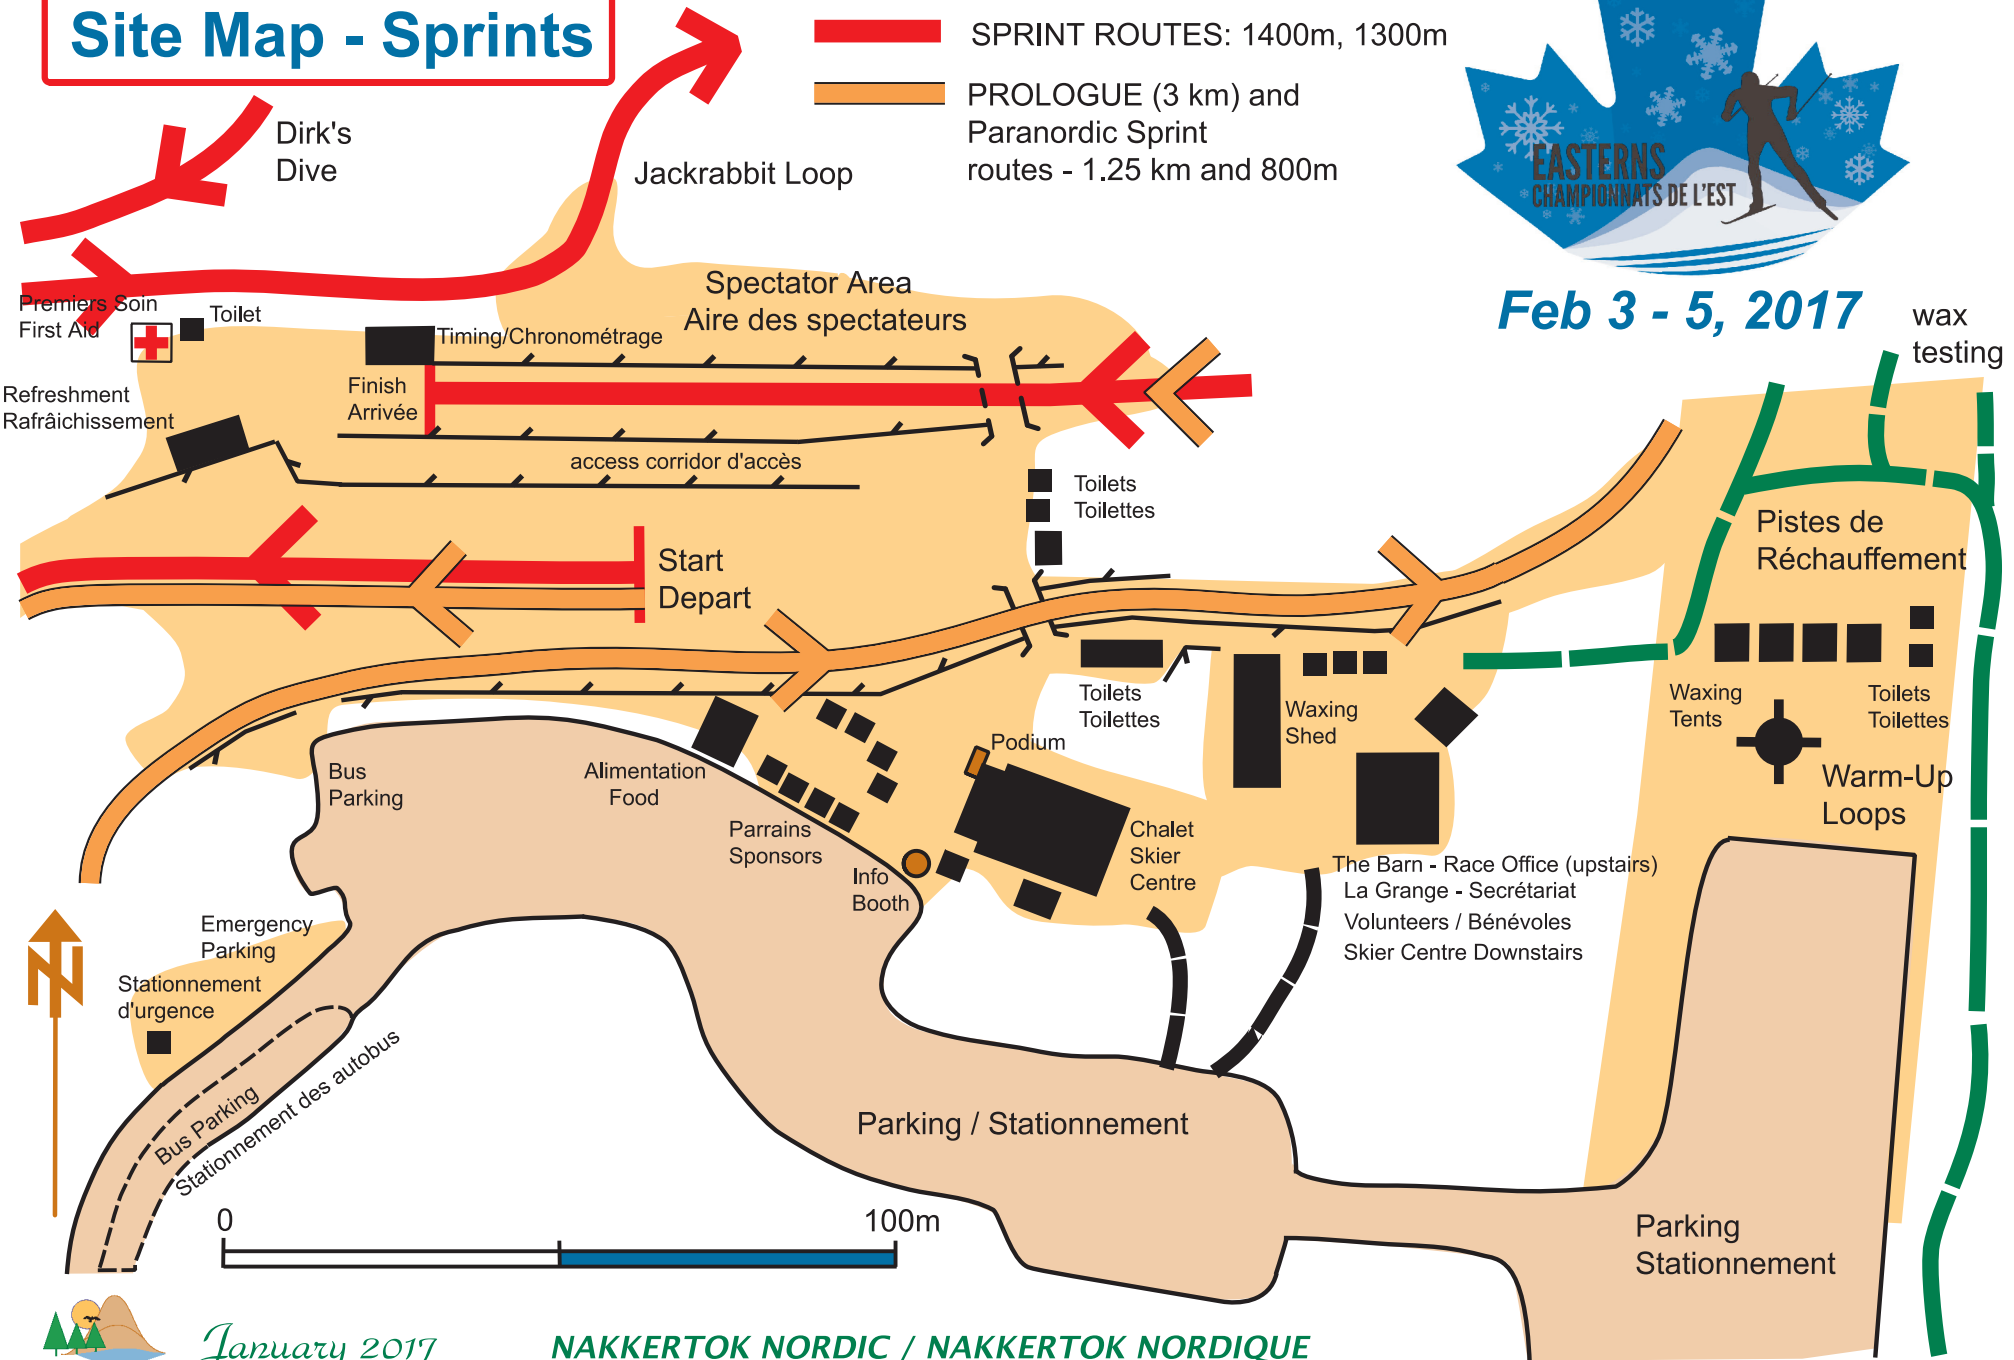 Site Map - Sprints
SPRINT ROUTES: 1400m, 1300m
PROLOGUE (3 km) and
Paranordic Sprint
routes - 1.25 km and 800m
EASTERNS
CHAMPIONNATS DE L'EST
Feb 3 - 5, 2017
Dirk's
Dive
Jackrabbit Loop
Premiers Soin
First Aid
Toilet
Spectator Area
Aire des spectateurs
Timing/Chronométrage
wax
testing
Refreshment
Rafrâichissement
Finish
Arrivée
access corridor d'accès
Toilets
Toilettes
Start
Depart
Pistes de
Réchauffement
Toilets
Toilettes
Waxing
Shed
Waxing
Tents
Toilets
Toilettes
Podium
Bus
Parking
Alimentation
Food
Warm-Up
Loops
Parrains
Sponsors
Chalet
Skier
Centre
Info
Booth
The Barn - Race Office (upstairs)
La Grange - Secrétariat
Volunteers / Bénévoles
Skier Centre Downstairs
Emergency
Parking
Stationnement
d'urgence
N
Bus Parking
Stationnement des autobus
Parking / Stationnement
Parking
Stationnement
0 100m
January 2017
NAKKERTOK NORDIC / NAKKERTOK NORDIQUE